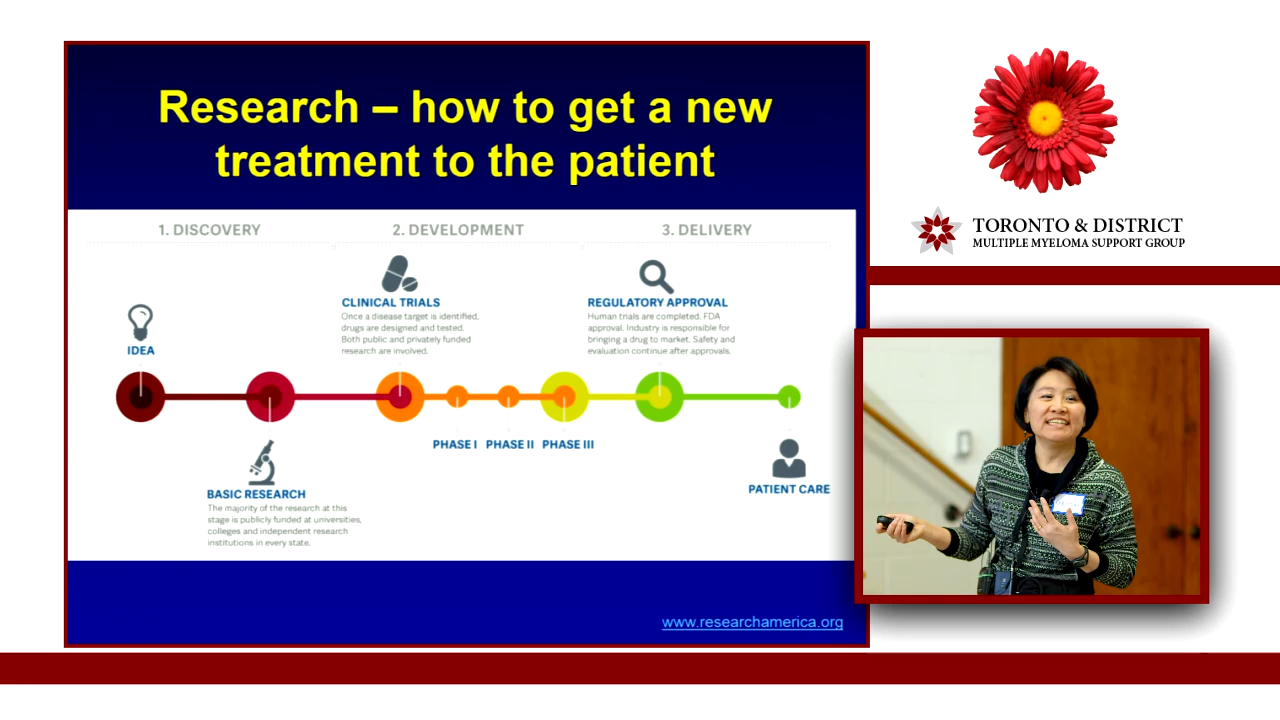 Research – how to get a new
treatment to the patient
1. DISCOVERY
2. DEVELOPMENT
3. DELIVERY
IDEA
CLINICAL TRIALS
Once a disease target is identified,
drugs are designed and tested.
Both public and privately funded
research are involved.
REGULATORY APPROVAL
Human trials are completed. FDA
approval. Industry is responsible for
bringing a drug to market. Safety and
evaluation continue after approvals.
PHASE I PHASE II PHASE III
BASIC RESEARCH
The majority of the research at this
stage is publicly funded at universities,
colleges and independent research
institutions in every state.
PATIENT CARE
www.researchamerica.org
TORONTO & DISTRICT
MULTIPLE MYELOMA SUPPORT GROUP